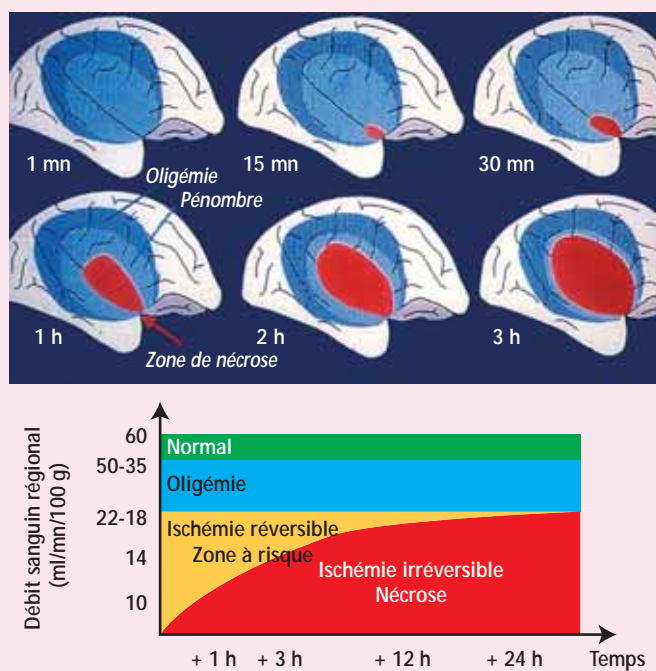 1 mn
15 mn
30 mn
Oligémie
Pénombre
1 h
2 h
3 h
Zone de nécrose
Débit sanguin régional
(ml/mn/100 g)
60
50-35
22-18
14
10
Normal
Oligémie
Ischémie réversible
Zone à risque
Ischémie irréversible
Nécrose
+ 1 h
+ 3 h
+ 12 h
+ 24 h
Temps